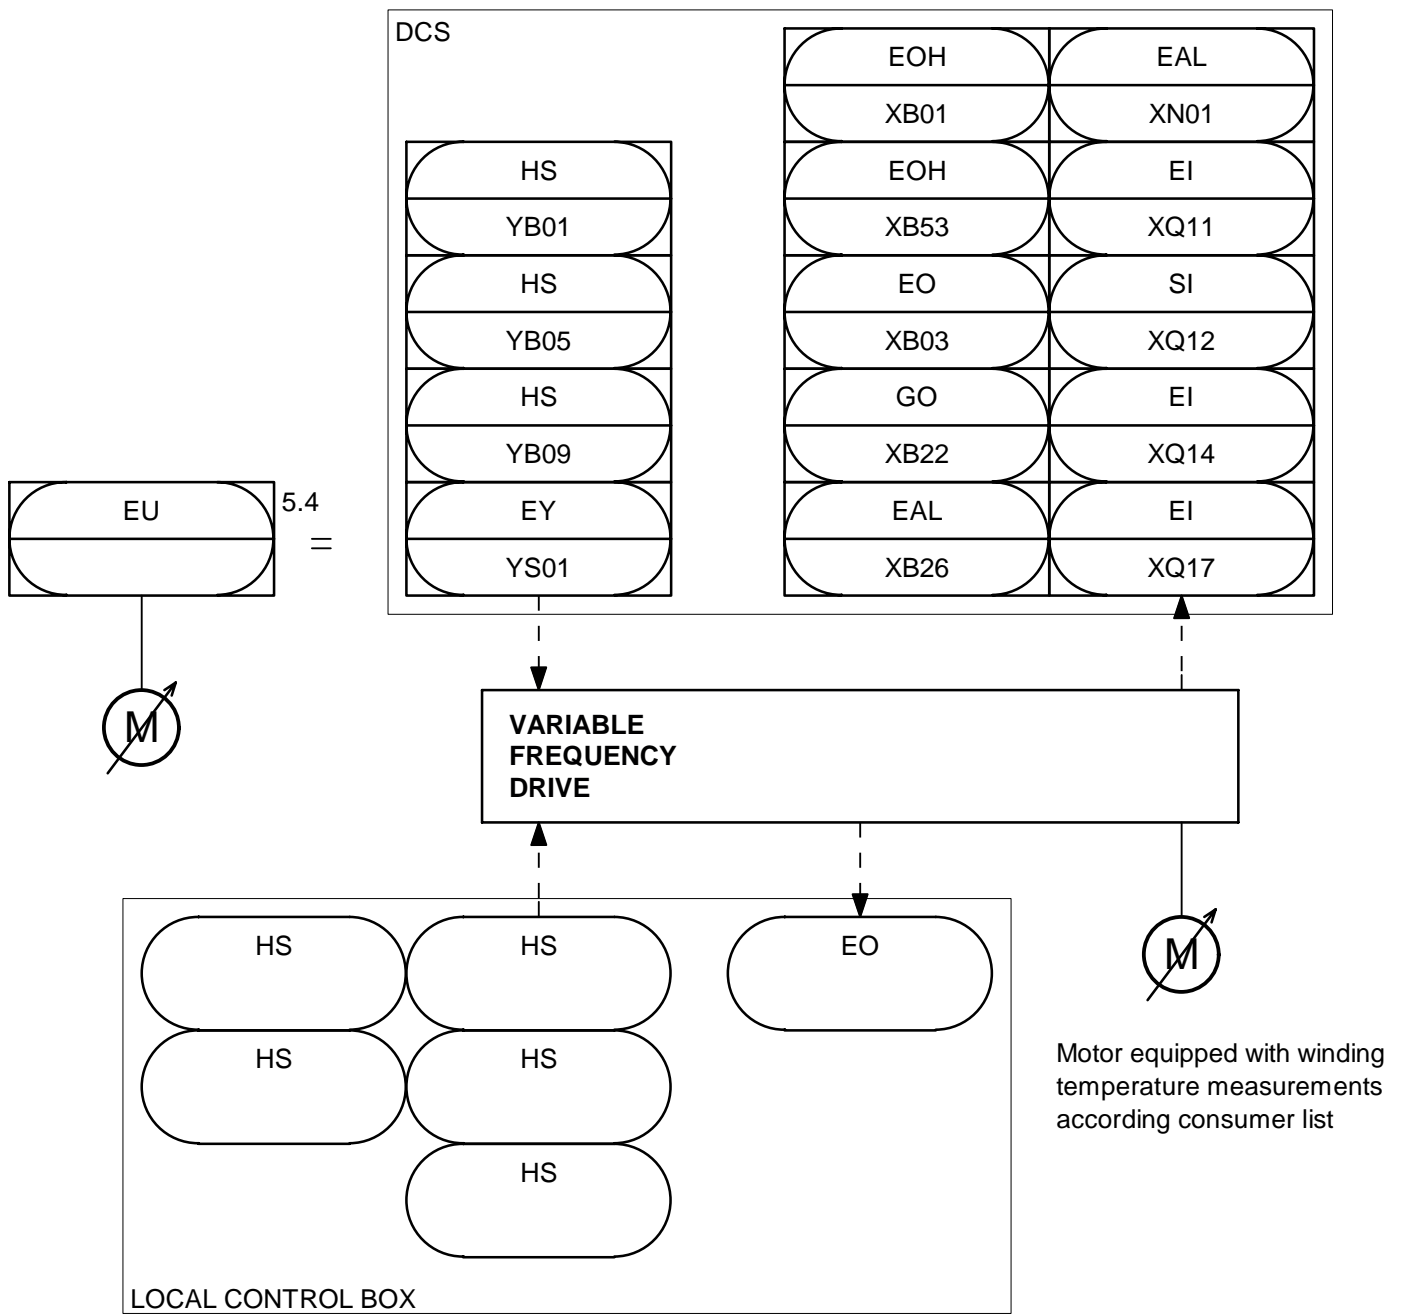 DCS
EOH
EAL
XB01
XN01
HS
EOH
EI
YB01
XB53
XQ11
HS
EO
SI
YB05
XB03
XQ12
HS
GO
EI
YB09
XB22
XQ14
EU
5.4
=
EY
EAL
EI
YS01
XB26
XQ17
M
VARIABLE
FREQUENCY
DRIVE
HS
HS
EO
M
HS
HS
Motor equipped with winding
temperature measurements
according consumer list
HS
LOCAL CONTROL BOX